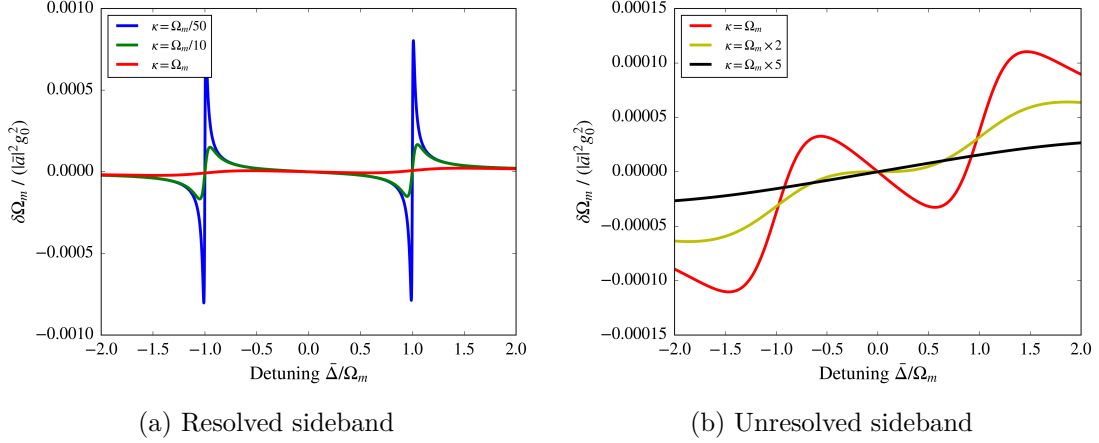 0.0010
0.0005
0.0000
−0.0005
−0.0010
δΩₘ / (|ā|²g₀²)
κ=Ωₘ/50
κ=Ωₘ/10
κ=Ωₘ
−2.0 −1.5 −1.0 −0.5 0.0 0.5 1.0 1.5 2.0
Detuning Δ̄/Ωₘ
(a) Resolved sideband
0.00015
0.00010
0.00005
0.00000
−0.00005
−0.00010
−0.00015
δΩₘ / (|ā|²g₀²)
κ=Ωₘ
κ=Ωₘ×2
κ=Ωₘ×5
−2.0 −1.5 −1.0 −0.5 0.0 0.5 1.0 1.5 2.0
Detuning Δ̄/Ωₘ
(b) Unresolved sideband